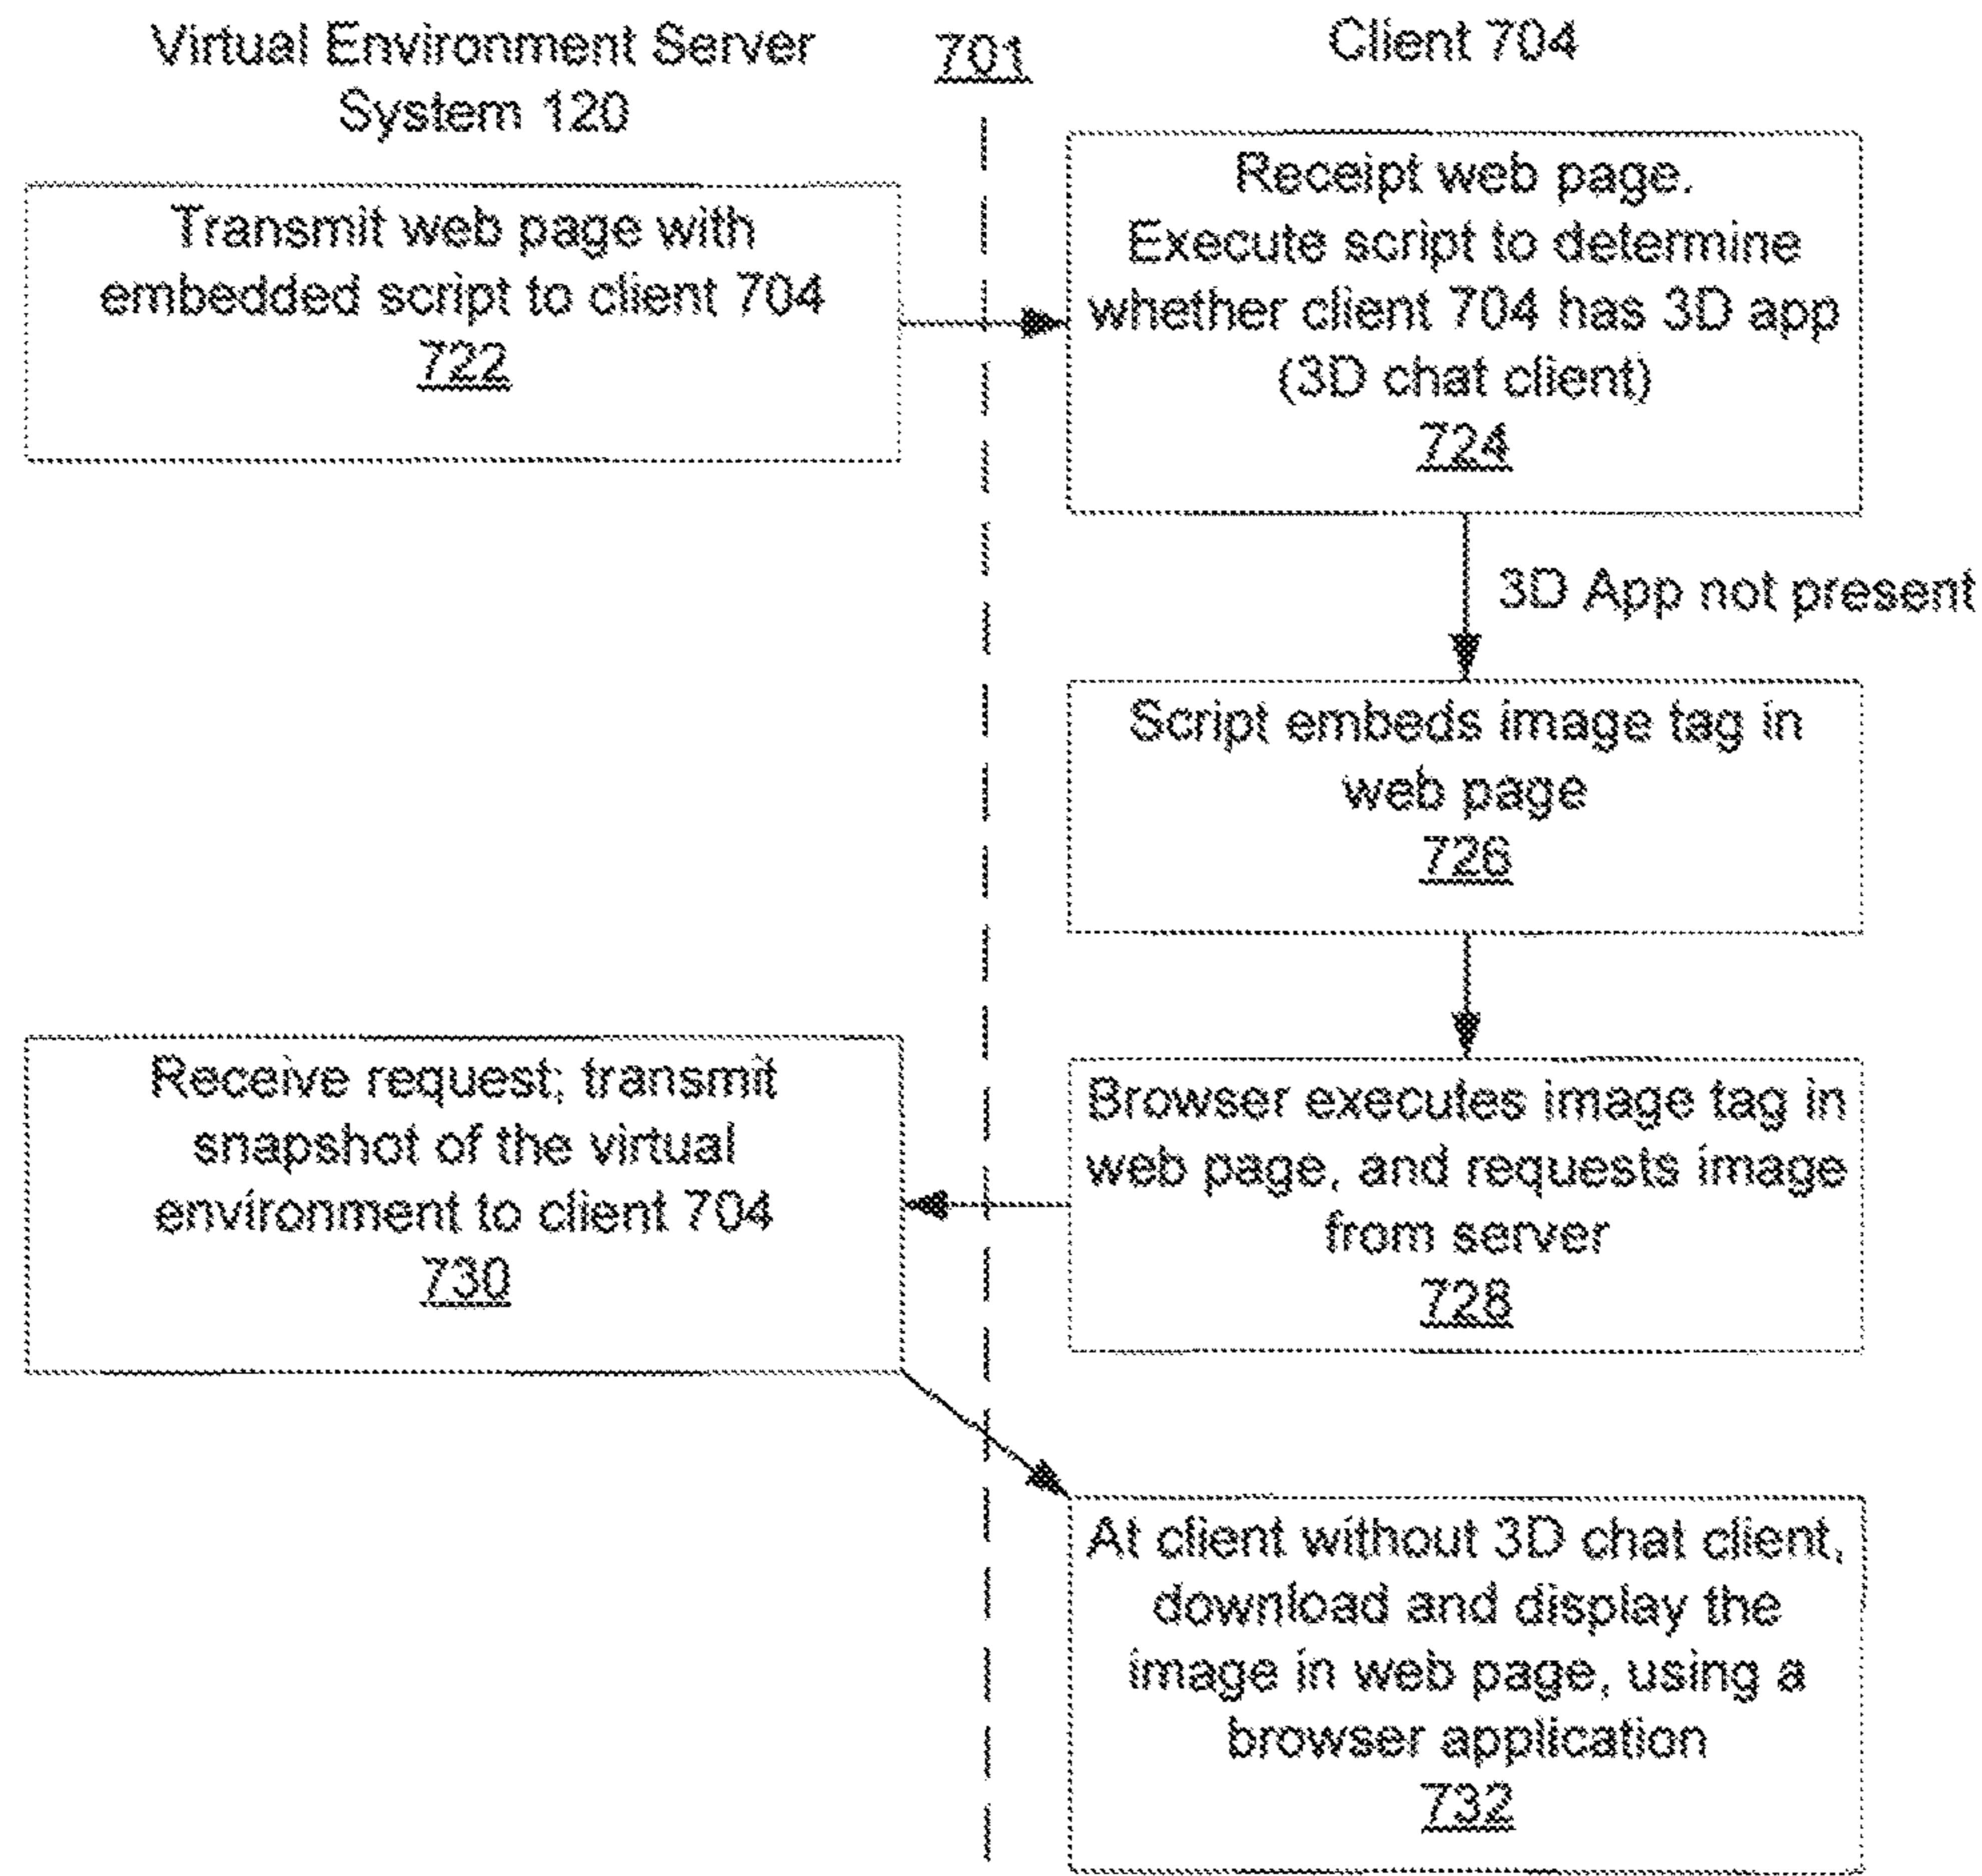 Virtual Environment Server
System 120
701
Client 704
Transmit web page with
embedded script to client 704
722
Receipt web page.
Execute script to determine
whether client 704 has 3D app
(3D chat client)
724
3D App not present
Script embeds image tag in
web page
726
Browser executes image tag in
web page, and requests image
from server
728
Receive request; transmit
snapshot of the virtual
environment to client 704
730
At client without 3D chat client,
download and display the
image in web page, using a
browser application
732